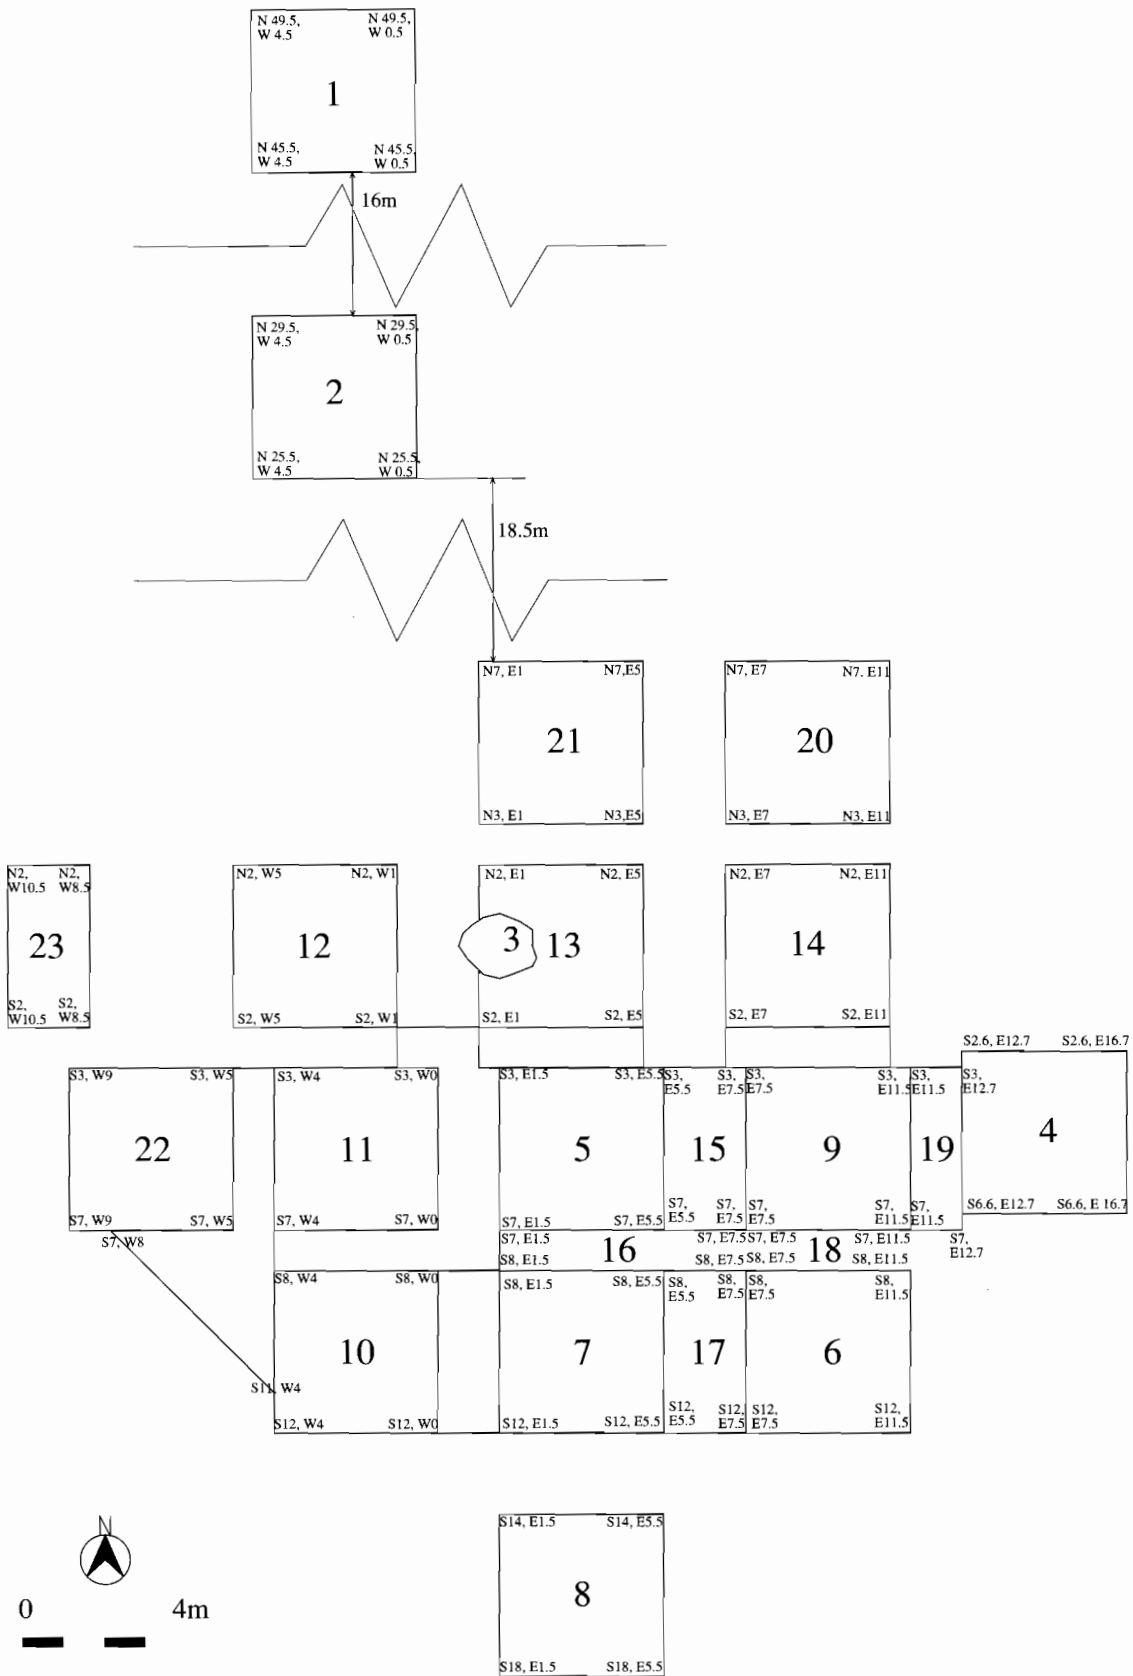 N 49.5,
W 4.5
N 49.5,
W 0.5
1
N 45.5,
W 4.5
N 45.5,
W 0.5
16m
N 29.5,
W 4.5
N 29.5,
W 0.5
2
N 25.5,
W 4.5
N 25.5,
W 0.5
18.5m
N7, E1
N7,E5
N7, E7
N7. E11
21
20
N3, E1
N3,E5
N3, E7
N3, E11
N2,
W10.5
N2,
W8.5
N2, W5
N2, W1
N2, E1
N2, E5
N2, E7
N2, E11
23
12
3
13
14
S2,
W10.5
S2,
W8.5
S2, W5
S2, W1
S2, E1
S2, E5
S2, E7
S2, E11
S2.6, E12.7
S2.6, E16.7
S3, W9
S3, W5
S3, W4
S3, W0
S3, E1.5
S3, E5.5
S3,
E5.5
S3,
E7.5
S3,
E7.5
S3,
E11.5
S3,
E11.5
S3,
E12.7
22
11
5
15
9
19
4
S7, W9
S7, W5
S7, W4
S7, W0
S7, E1.5
S7, E5.5
S7,
E5.5
S7,
E7.5
S7,
E7.5
S7,
E11.5
S7,
E11.5
S6.6, E12.7
S6.6, E 16.7
S7, W8
S7, E1.5
S7, E7.5
S7, E7.5
S7, E11.5
S7,
E12.7
16
18
S8, E1.5
S8, E7.5
S8, E7.5
S8, E11.5
S8, W4
S8, W0
S8, E1.5
S8, E5.5
S8,
E5.5
S8,
E7.5
S8,
E7.5
S8,
E11.5
10
7
17
6
S11, W4
S12, W4
S12, W0
S12, E1.5
S12, E5.5
S12,
E5.5
S12,
E7.5
S12,
E7.5
S12,
E11.5
S14, E1.5
S14, E5.5
8
S18, E1.5
S18, E5.5
N
0
4m